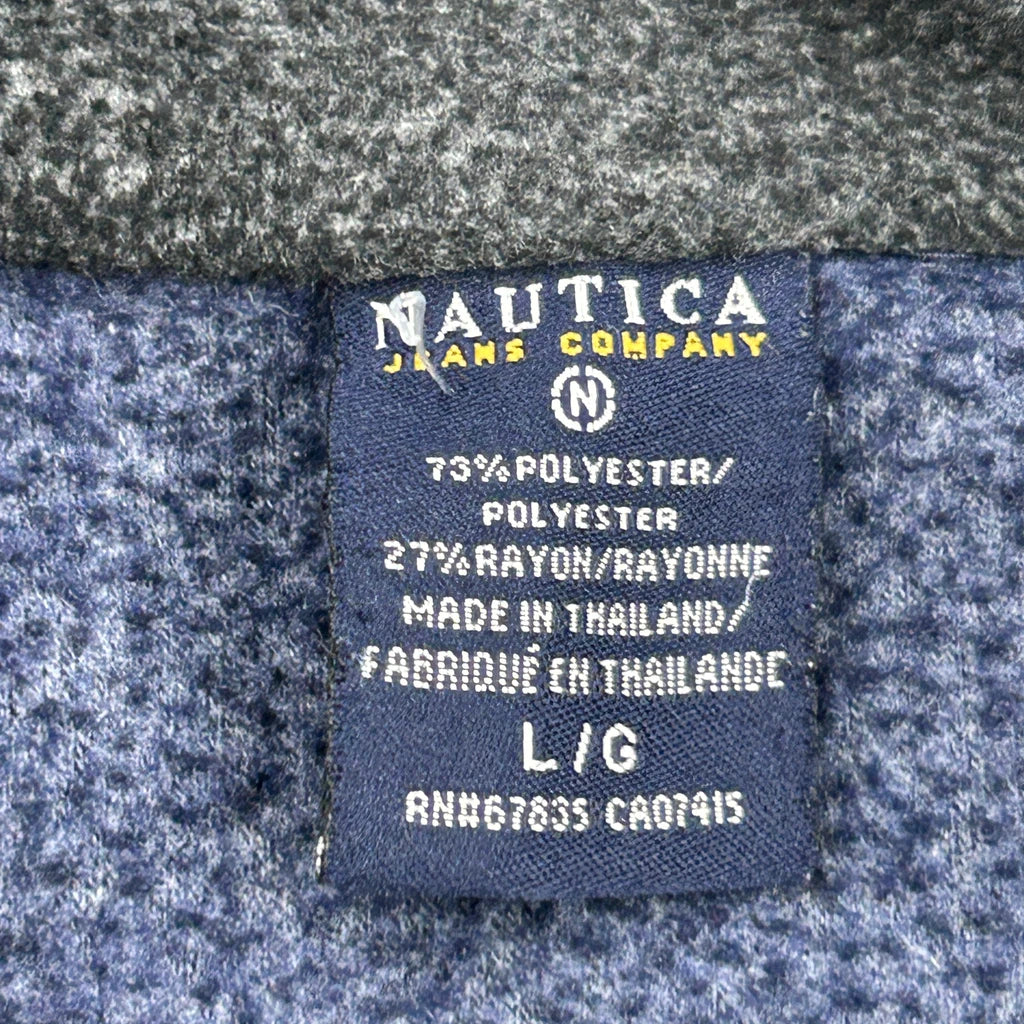 NAUTICA
JEANS COMPANY
N
73% POLYESTER/
POLYESTER
27% RAYON/RAYONNE
MADE IN THAILAND/
FABRIQUÉ EN THAILANDE
L/G
RN#67835 CA07415